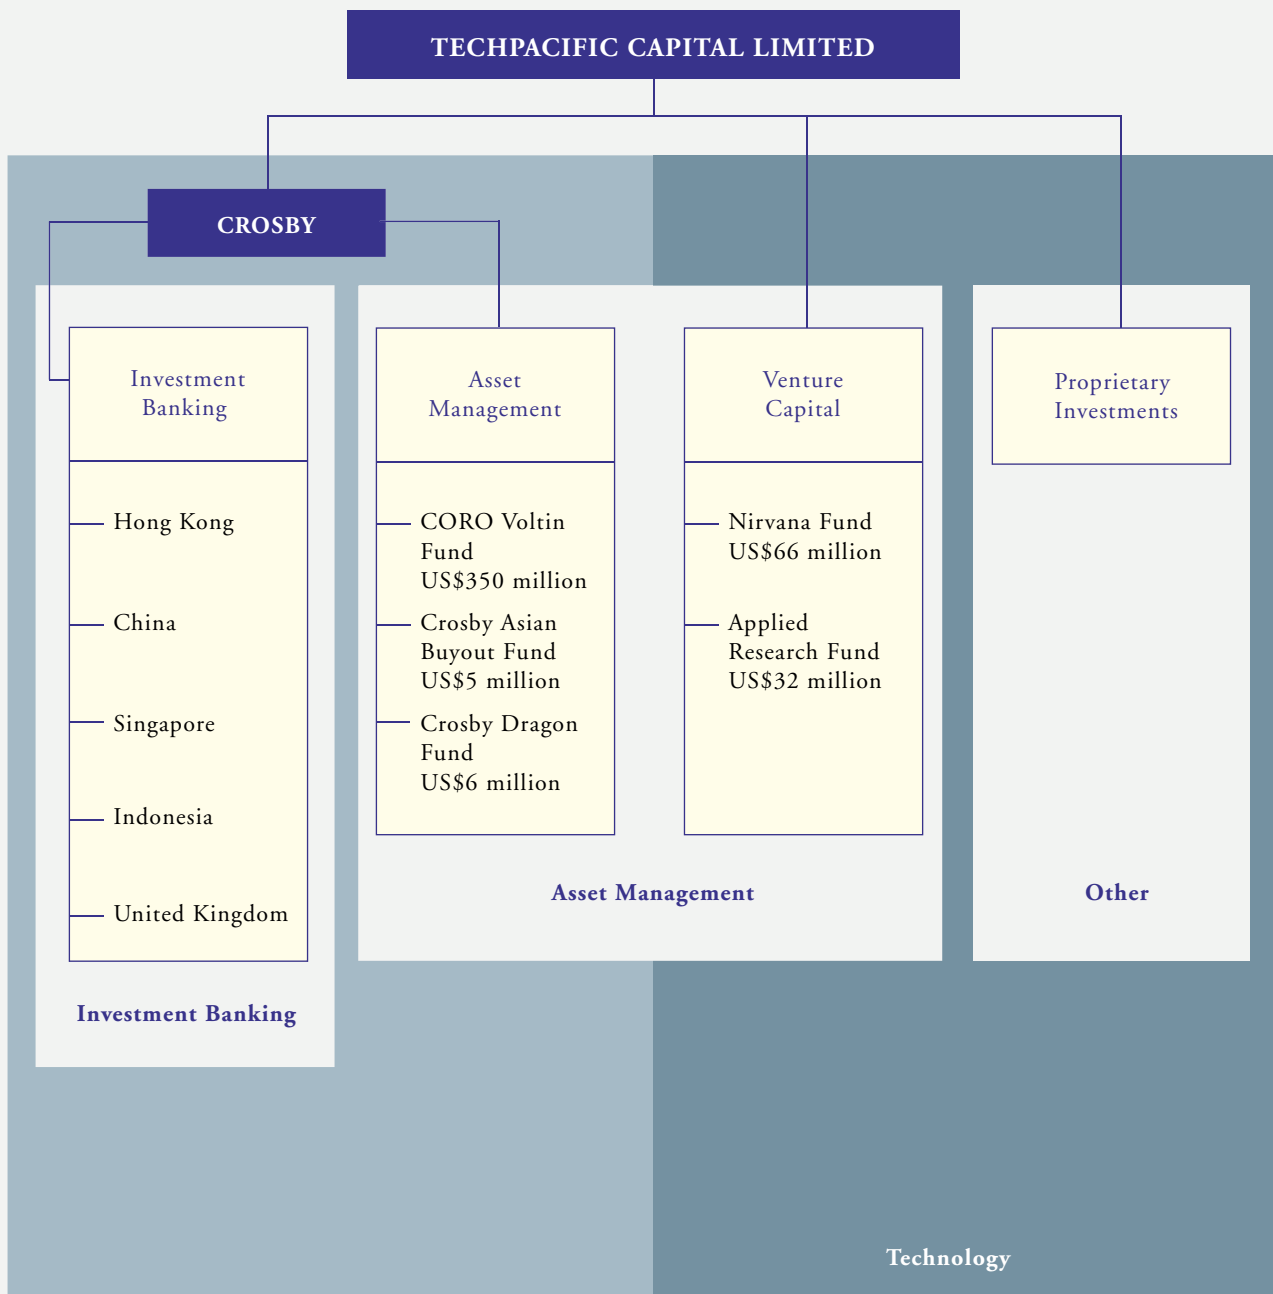 TECHPACIFIC CAPITAL LIMITED
CROSBY
Investment
Banking
Hong Kong
China
Singapore
Indonesia
United Kingdom
Investment Banking
Asset
Management
CORO Voltin
Fund
US$350 million
Crosby Asian
Buyout Fund
US$5 million
Crosby Dragon
Fund
US$6 million
Venture
Capital
Nirvana Fund
US$66 million
Applied
Research Fund
US$32 million
Asset Management
Proprietary
Investments
Other
Technology